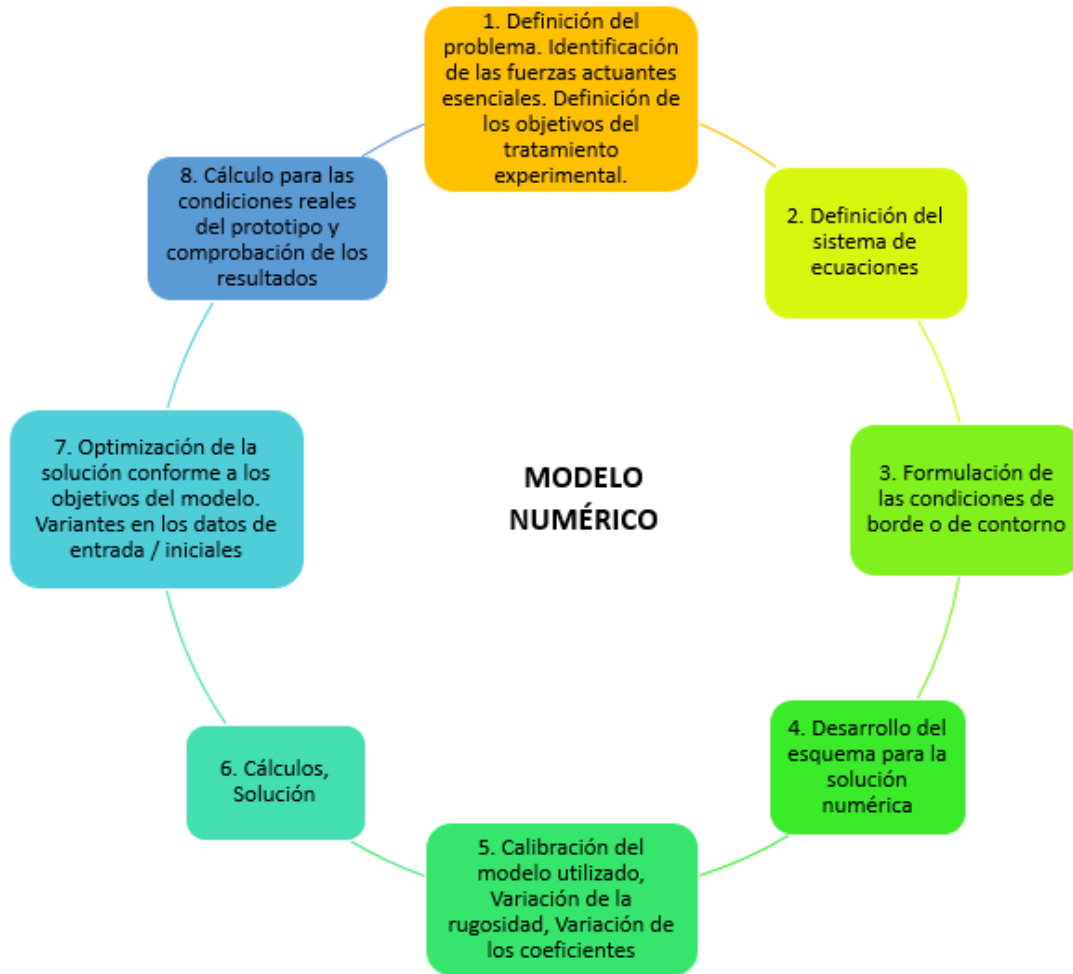 1. Definición del
problema. Identificación
de las fuerzas actuantes
esenciales. Definición de
los objetivos del
tratamiento
experimental.
2. Definición del
sistema de
ecuaciones
3. Formulación de
las condiciones de
borde o de contorno
4. Desarrollo del
esquema para la
solución
numérica
5. Calibración del
modelo utilizado,
Variación de la
rugosidad, Variación de
los coeficientes
6. Cálculos,
Solución
7. Optimización de la
solución conforme a los
objetivos del modelo.
Variantes en los datos de
entrada / iniciales
8. Cálculo para las
condiciones reales
del prototipo y
comprobación de los
resultados
MODELO
NUMÉRICO